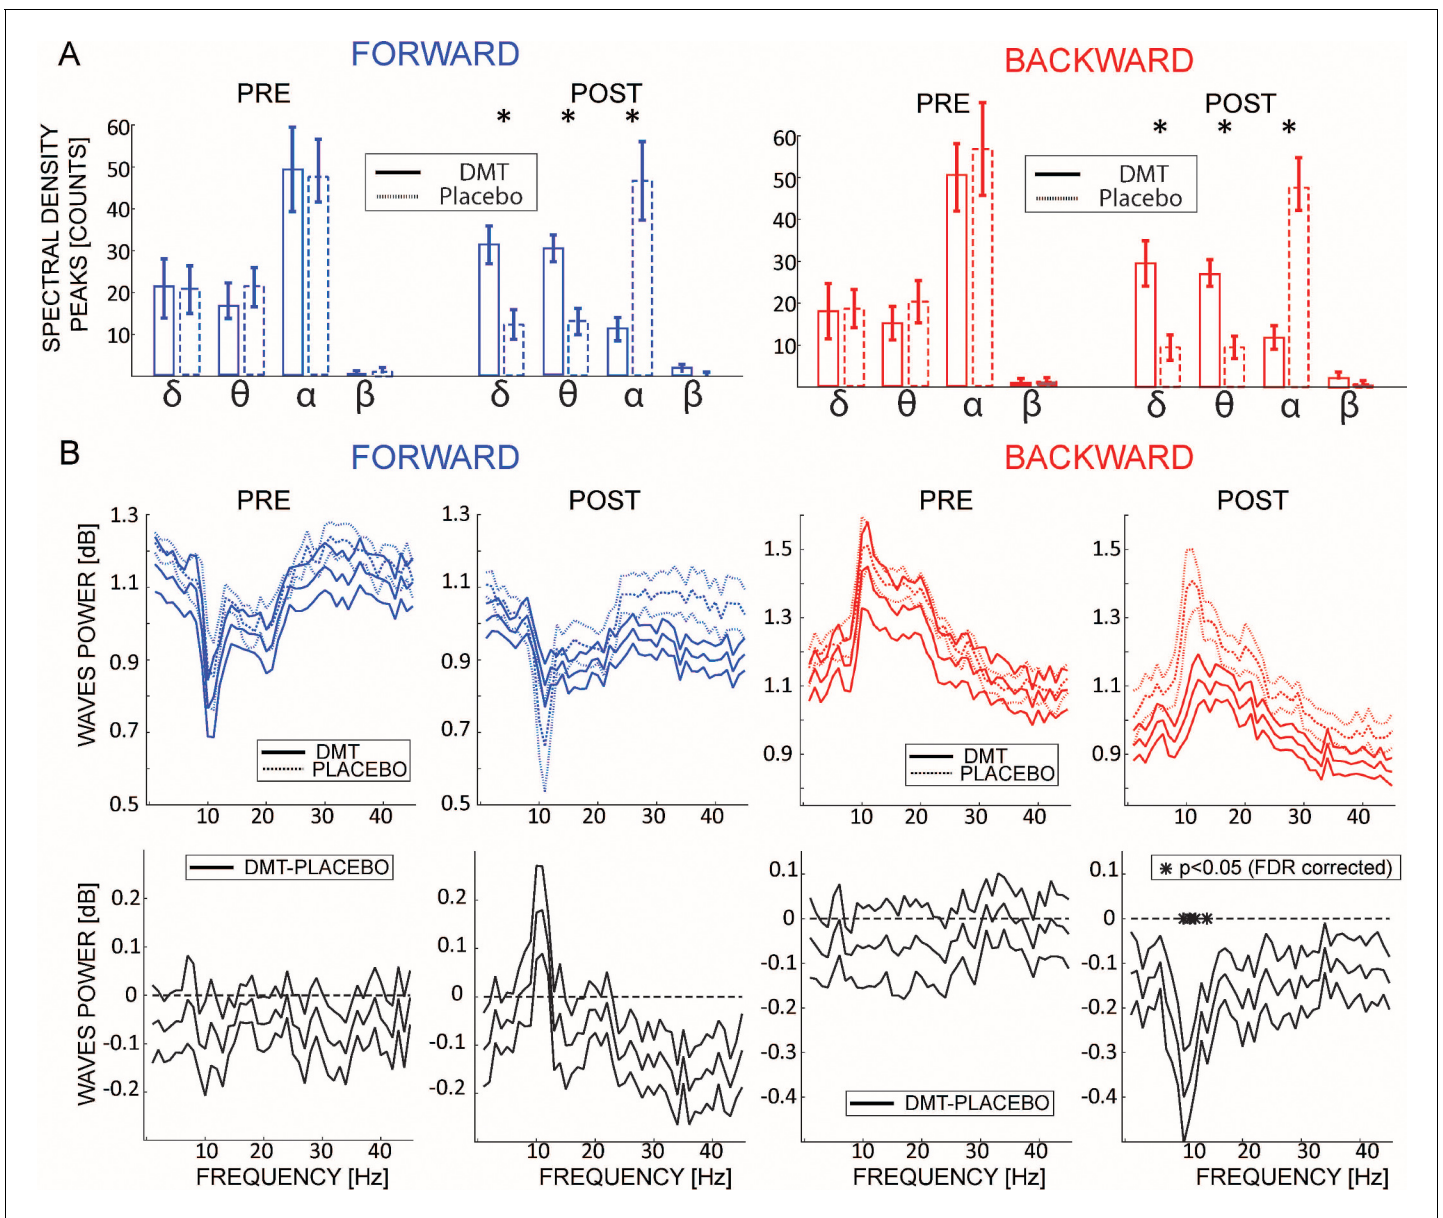 A
FORWARD
BACKWARD
PRE
POST
PRE
POST
* * *
* * *
SPECTRAL DENSITY
PEAKS [COUNTS]
60
50
40
30
20
10
DMT
Placebo
60
50
40
30
20
10
DMT
Placebo
δ θ α β
δ θ α β
δ θ α β
δ θ α β
B
FORWARD
BACKWARD
PRE
POST
PRE
POST
WAVES POWER [dB]
1.3
1.1
0.9
0.7
0.5
DMT
PLACEBO
10 20 30 40
1.3
1.1
0.9
0.7
0.5
10 20 30 40
1.5
1.3
1.1
0.9
DMT
PLACEBO
10 20 30 40
1.5
1.3
1.1
0.9
10 20 30 40
WAVES POWER [dB]
DMT-PLACEBO
0.2
0.1
0
-0.1
-0.2
10 20 30 40
FREQUENCY [Hz]
0.2
0.1
0
-0.1
-0.2
10 20 30 40
FREQUENCY [Hz]
0.1
0
-0.1
-0.2
-0.3
-0.4
DMT-PLACEBO
10 20 30 40
FREQUENCY [Hz]
0.1
0
-0.1
-0.2
-0.3
-0.4
* p<0.05 (FDR corrected)
10 20 30 40
FREQUENCY [Hz]